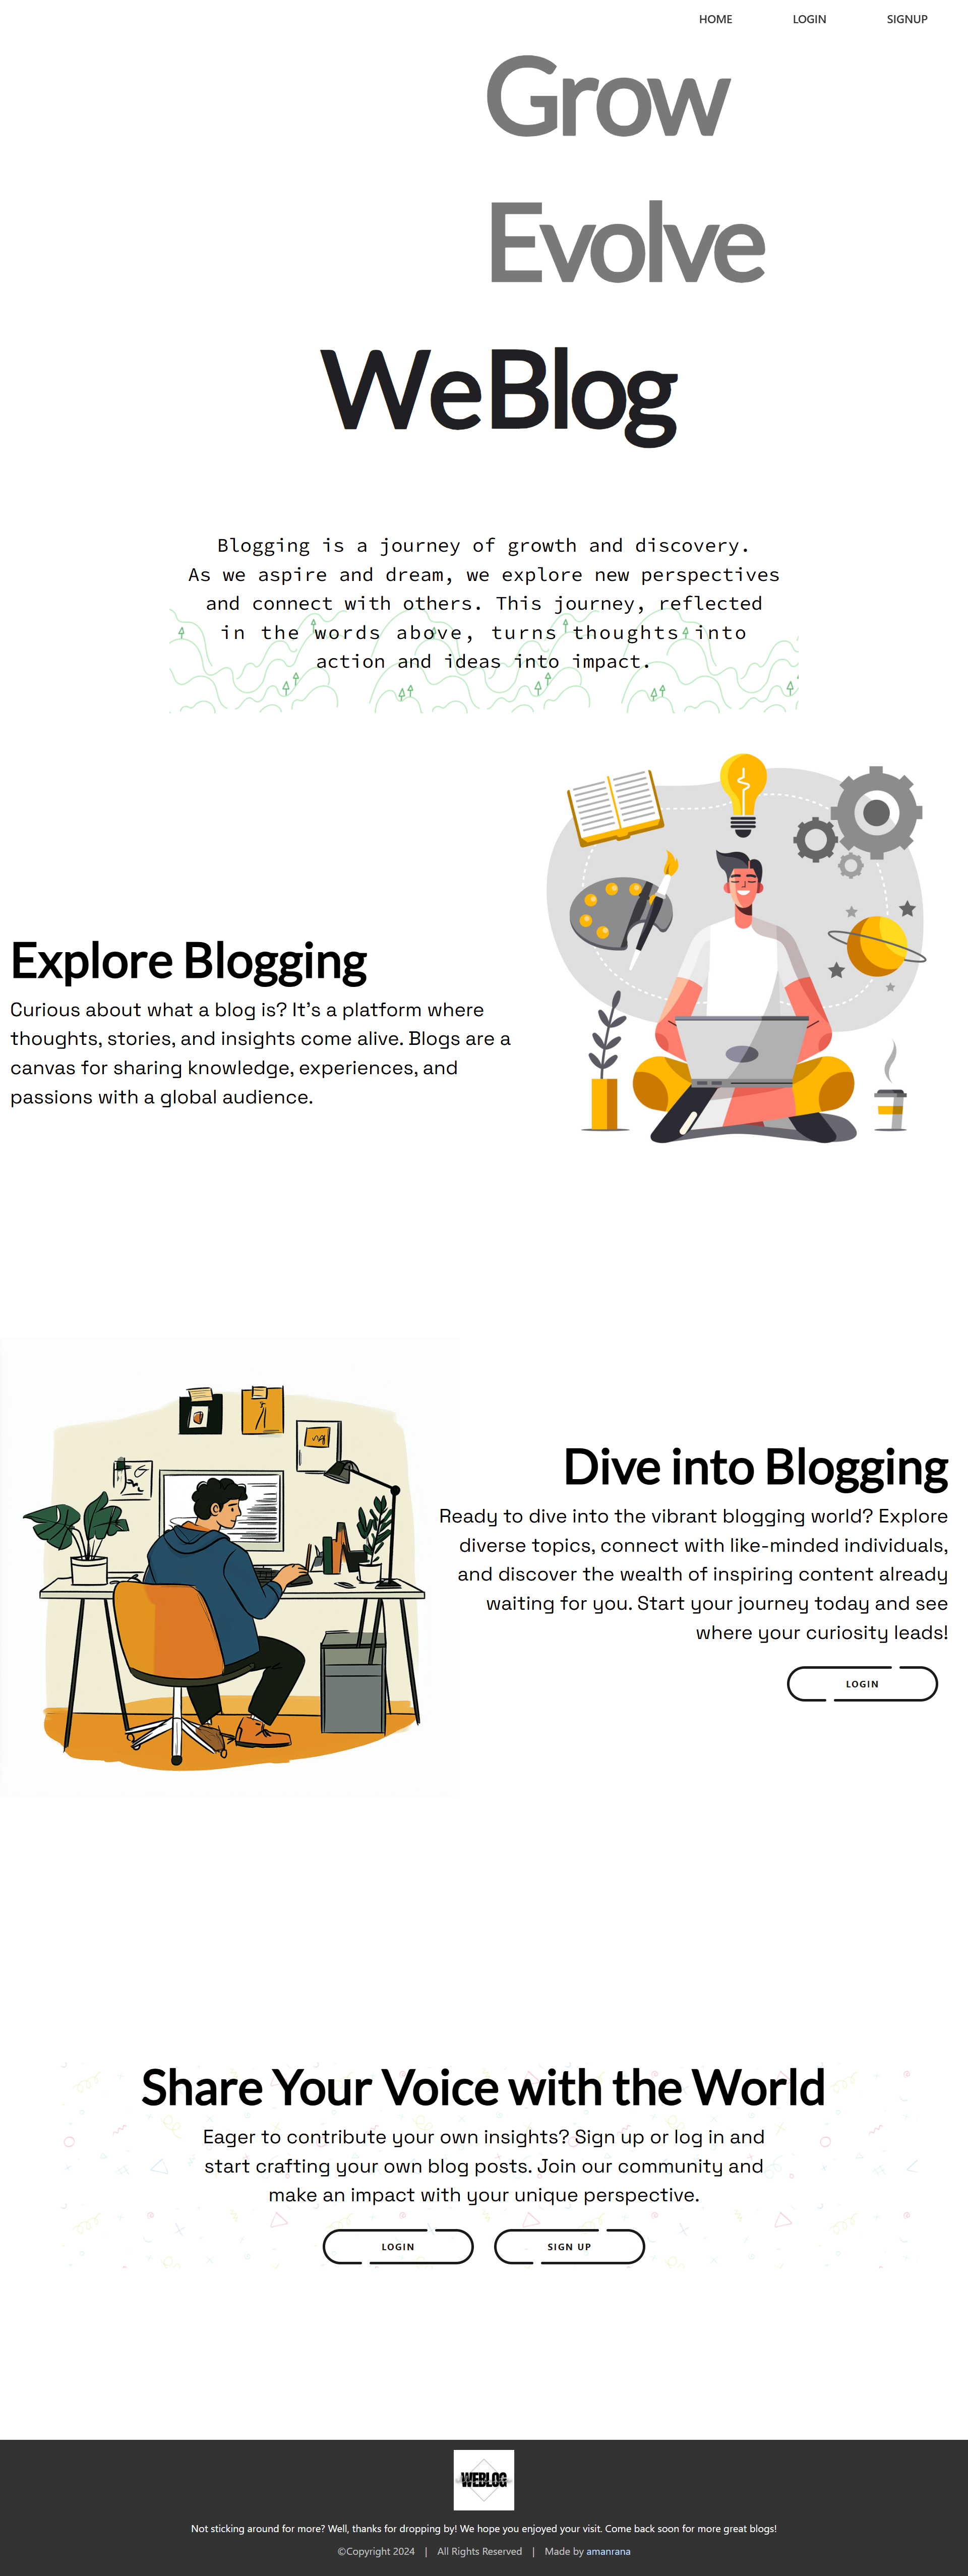 HOME LOGIN SIGNUP
Grow
Evolve
WeBlog
Blogging is a journey of growth and discovery.
As we aspire and dream, we explore new perspectives
and connect with others. This journey, reflected
in the words above, turns thoughts into
action and ideas into impact.
Explore Blogging
Curious about what a blog is? It's a platform where
thoughts, stories, and insights come alive. Blogs are a
canvas for sharing knowledge, experiences, and
passions with a global audience.
Dive into Blogging
Ready to dive into the vibrant blogging world? Explore
diverse topics, connect with like-minded individuals,
and discover the wealth of inspiring content already
waiting for you. Start your journey today and see
where your curiosity leads!
LOGIN
Share Your Voice with the World
Eager to contribute your own insights? Sign up or log in and
start crafting your own blog posts. Join our community and
make an impact with your unique perspective.
LOGIN SIGN UP
WEBLOG
Not sticking around for more? Well, thanks for dropping by! We hope you enjoyed your visit. Come back soon for more great blogs!
©Copyright 2024 | All Rights Reserved | Made by amanrana